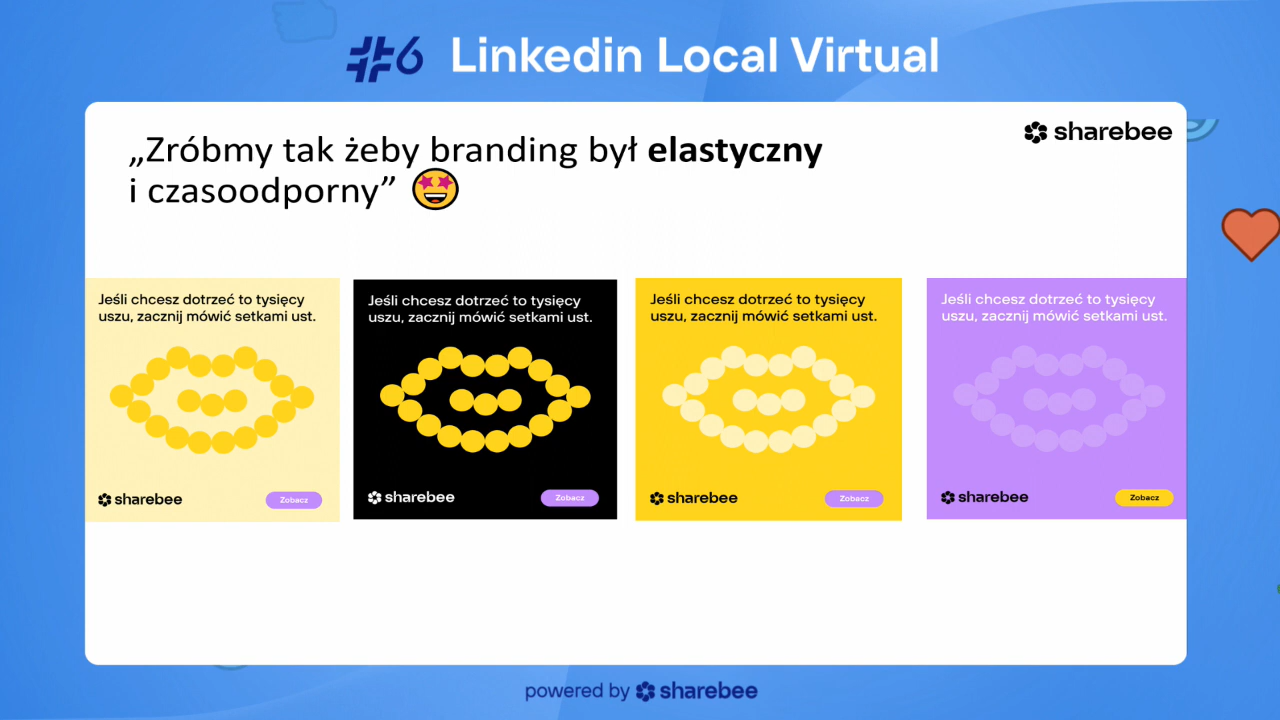 #6 Linkedin Local Virtual
sharebee
„Zróbmy tak żeby branding był elastyczny
i czasoodporny”
Jeśli chcesz dotrzeć to tysięcy
uszu, zacznij mówić setkami ust.
sharebee
Zobacz
Jeśli chcesz dotrzeć to tysięcy
uszu, zacznij mówić setkami ust.
sharebee
Zobacz
Jeśli chcesz dotrzeć to tysięcy
uszu, zacznij mówić setkami ust.
sharebee
Zobacz
Jeśli chcesz dotrzeć to tysięcy
uszu, zacznij mówić setkami ust.
sharebee
Zobacz
powered by sharebee